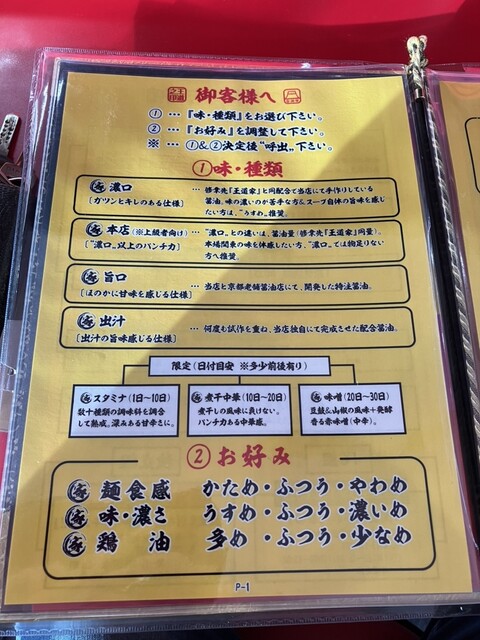 御客様へ
① …『味・種類』をお選び下さい。
② …『お好み』を調整して下さい。
※ … ①&②決定後"呼出"下さい。
①味・種類
濃口
[ガツンとキレのある仕様]
… 修業先『王道家』と同配合で当店にて手作りしている
醤油。味の濃いのが苦手な方&スープ自体の旨味を感じ
たい方は、"うすめ"推奨。
本店(※上級者向け)
["濃口"以上のパンチ力]
… "濃口"との違いは、醤油量(修業先『王道家』同量)。
本場関東の味を体感したい方、"濃口"では物足りない
方へ推奨。
旨口
[ほのかに甘味を感じる仕様]
… 当店と京都老舗醤油店にて、開発した特注醤油。
出汁
[出汁の旨味感じる仕様]
… 何度も試作を重ね、当店独自にて完成させた配合醤油。
限定(日付目安 ※多少前後有り)
スタミナ(1日~10日)
数十種類の調味料を調合
して熟成。深みある甘辛さに。
煮干中華(10日~20日)
煮干しの風味に負けない。
パンチ力ある中華感。
味噌(20日~30日)
豆鼓&山椒の風味+発酵
香る赤味噌(中辛)。
②お好み
麺食感 かため・ふつう・やわめ
味・濃さ うすめ・ふつう・濃いめ
鶏 油 多め・ふつう・少なめ
P-1